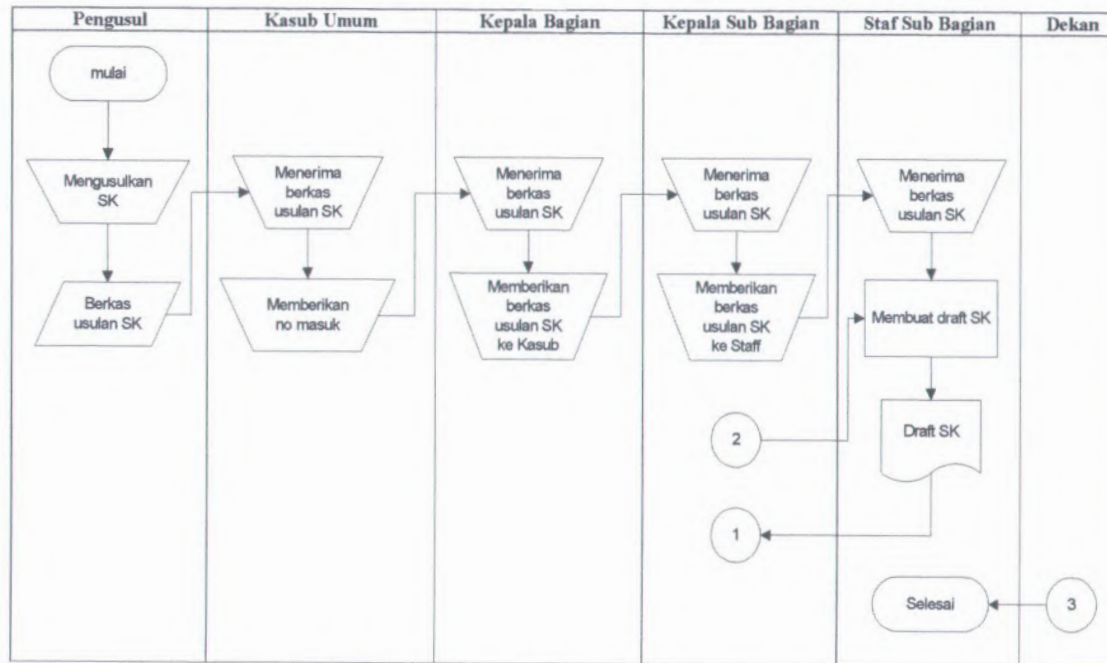 Pengusul
Kasub Umum
Kepala Bagian
Kepala Sub Bagian
Staf Sub Bagian
Dekan
mulai
Mengusulkan
SK
Berkas
usulan SK
Menerima
berkas
usulan SK
Memberikan
no masuk
Menerima
berkas
usulan SK
Memberikan
berkas
usulan SK
ke Kasub
Menerima
berkas
usulan SK
Memberikan
berkas
usulan SK
ke Staff
2
1
Menerima
berkas
usulan SK
Membuat draft SK
Draft SK
Selesai
3